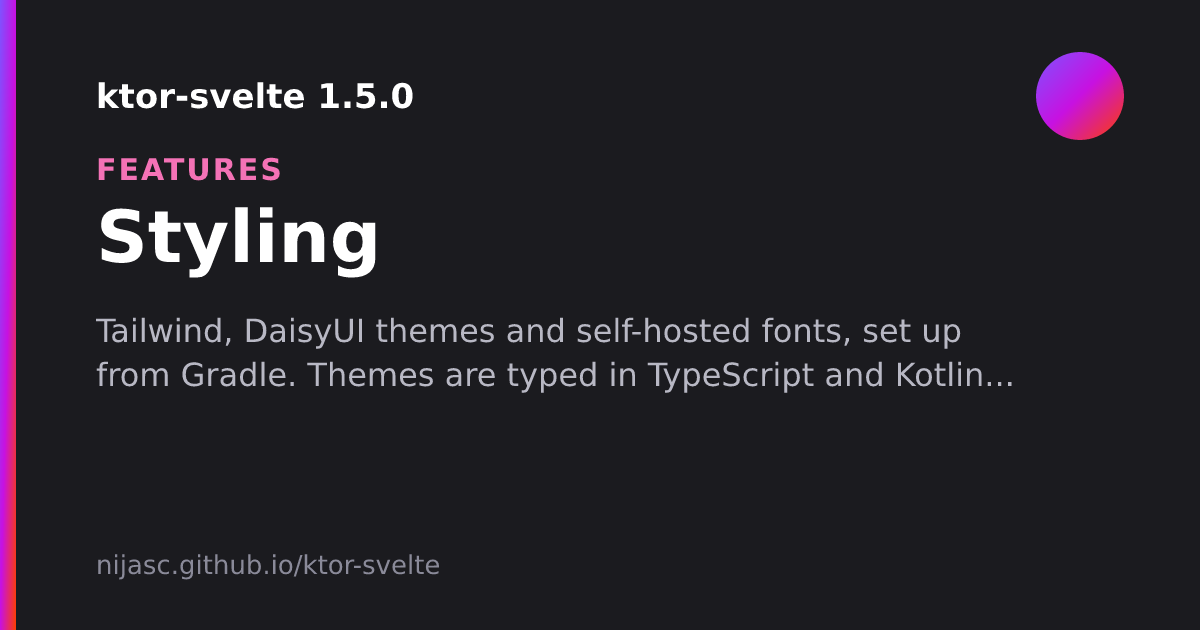 ktor-svelte 1.5.0
FEATURES
Styling
Tailwind, DaisyUI themes and self-hosted fonts, set up
from Gradle. Themes are typed in TypeScript and Kotlin…
nijasc.github.io/ktor-svelte